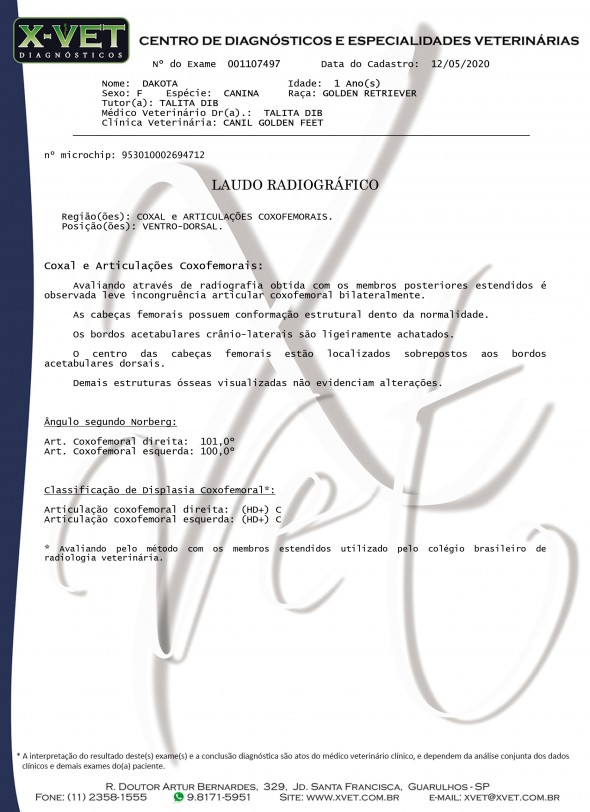 X-VET
DIAGNÓSTICOS
CENTRO DE DIAGNÓSTICOS E ESPECIALIDADES VETERINÁRIAS
N° do Exame 001107497 Data do Cadastro: 12/05/2020
Nome: DAKOTA Idade: 1 Ano(s)
Sexo: F Espécie: CANINA Raça: GOLDEN RETRIEVER
Tutor(a): TALITA DIB
Médico Veterinário Dr(a).: TALITA DIB
Clínica Veterinária: CANIL GOLDEN FEET
nº microchip: 953010002694712
LAUDO RADIOGRÁFICO
Região(ões): COXAL e ARTICULAÇÕES COXOFEMORAIS.
Posição(ões): VENTRO-DORSAL.
Coxal e Articulações Coxofemorais:
Avaliando através de radiografia obtida com os membros posteriores estendidos é
observada leve incongruência articular coxofemoral bilateralmente.
As cabeças femorais possuem conformação estrutural dento da normalidade.
Os bordos acetabulares crânio-laterais são ligeiramente achatados.
O centro das cabeças femorais estão localizados sobrepostos aos bordos
acetabulares dorsais.
Demais estruturas ósseas visualizadas não evidenciam alterações.
Ângulo segundo Norberg:
Art. Coxofemoral direita: 101,0°
Art. Coxofemoral esquerda: 100,0°
Classificação de Displasia Coxofemoral*:
Articulação coxofemoral direita: (HD+) C
Articulação coxofemoral esquerda: (HD+) C
* Avaliando pelo método com os membros estendidos utilizado pelo colégio brasileiro de
radiologia veterinária.
X Vet
* A interpretação do resultado deste(s) exame(s) e a conclusão diagnóstica são atos do médico veterinário clínico, e dependem da análise conjunta dos dados
clínicos e demais exames do(a) paciente.
R. Doutor Artur Bernardes, 329, Jd. Santa Francisca, Guarulhos - SP
Fone: (11) 2358-1555 9.8171-5951 Site: www.xvet.com.br e-mail: xvet@xvet.com.br